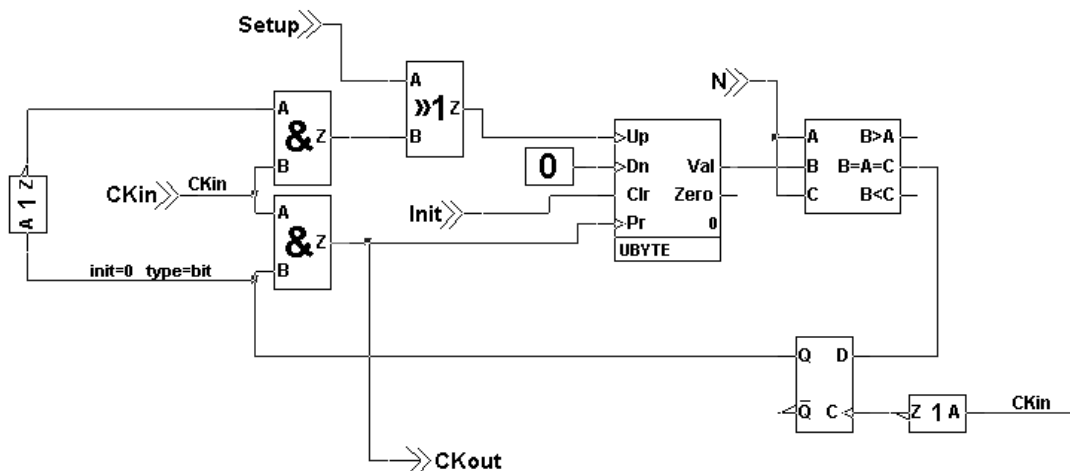 Setup
A
»1 Z
B
N
A
& Z
B
Up
Dn Val
Clr Zero
Pr 0
UBYTE
A B>A
B B=A=C
C B<C
0
A 1 Z
CKin
CKin
Init
A
& Z
B
init=0 type=bit
Q D
Q̅ C
Z 1 A
CKin
CKout